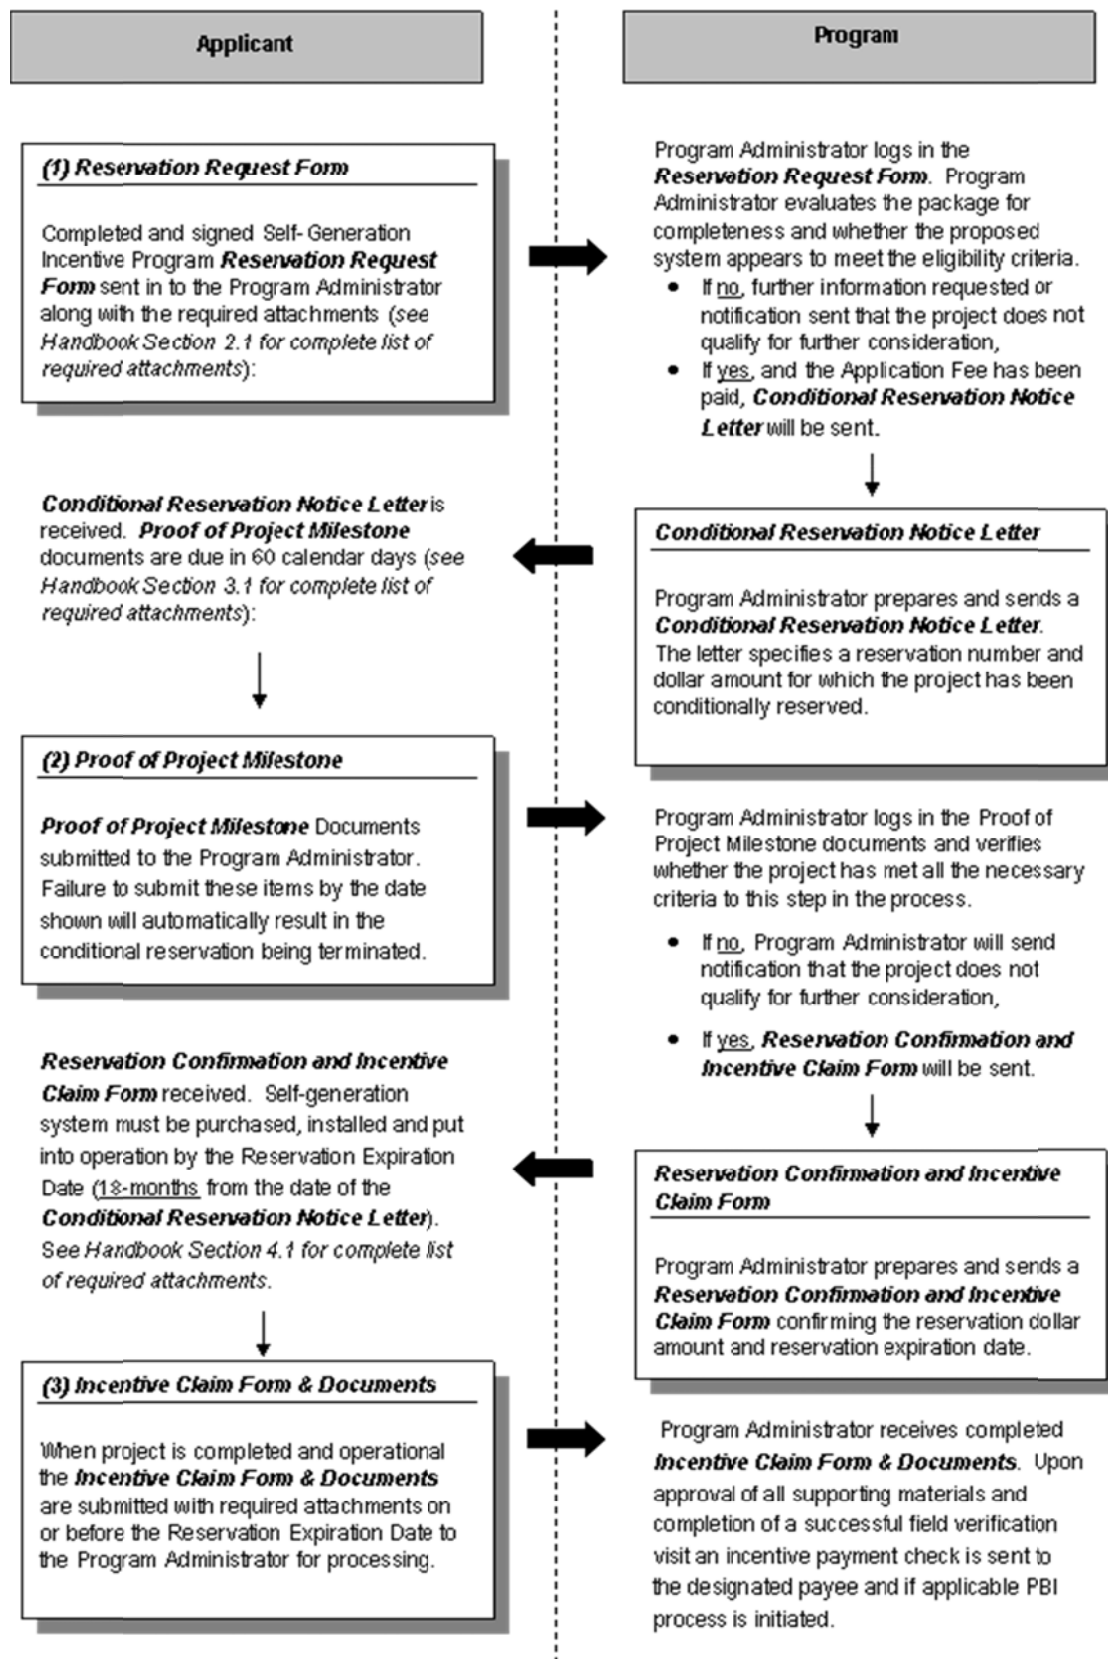 Applicant
Program
(1) Reservation Request Form
Completed and signed Self-Generation
Incentive Program Reservation Request
Form sent in to the Program Administrator
along with the required attachments (see
Handbook Section 2.1 for complete list of
required attachments):
Program Administrator logs in the
Reservation Request Form. Program
Administrator evaluates the package for
completeness and whether the proposed
system appears to meet the eligibility criteria.
• If no, further information requested or
notification sent that the project does not
qualify for further consideration,
• If yes, and the Application Fee has been
paid, Conditional Reservation Notice
Letter will be sent.
Conditional Reservation Notice Letter is
received. Proof of Project Milestone
documents are due in 60 calendar days (see
Handbook Section 3.1 for complete list of
required attachments):
Conditional Reservation Notice Letter
Program Administrator prepares and sends a
Conditional Reservation Notice Letter.
The letter specifies a reservation number and
dollar amount for which the project has been
conditionally reserved.
(2) Proof of Project Milestone
Proof of Project Milestone Documents
submitted to the Program Administrator.
Failure to submit these items by the date
shown will automatically result in the
conditional reservation being terminated.
Program Administrator logs in the Proof of
Project Milestone documents and verifies
whether the project has met all the necessary
criteria to this step in the process.
• If no, Program Administrator will send
notification that the project does not
qualify for further consideration,
• If yes, Reservation Confirmation and
Incentive Claim Form will be sent.
Reservation Confirmation and Incentive
Claim Form received. Self-generation
system must be purchased, installed and put
into operation by the Reservation Expiration
Date (18-months from the date of the
Conditional Reservation Notice Letter).
See Handbook Section 4.1 for complete list
of required attachments.
Reservation Confirmation and Incentive
Claim Form
Program Administrator prepares and sends a
Reservation Confirmation and Incentive
Claim Form confirming the reservation dollar
amount and reservation expiration date.
(3) Incentive Claim Form & Documents
When project is completed and operational
the Incentive Claim Form & Documents
are submitted with required attachments on
or before the Reservation Expiration Date to
the Program Administrator for processing.
Program Administrator receives completed
Incentive Claim Form & Documents. Upon
approval of all supporting materials and
completion of a successful field verification
visit an incentive payment check is sent to
the designated payee and if applicable PBI
process is initiated.